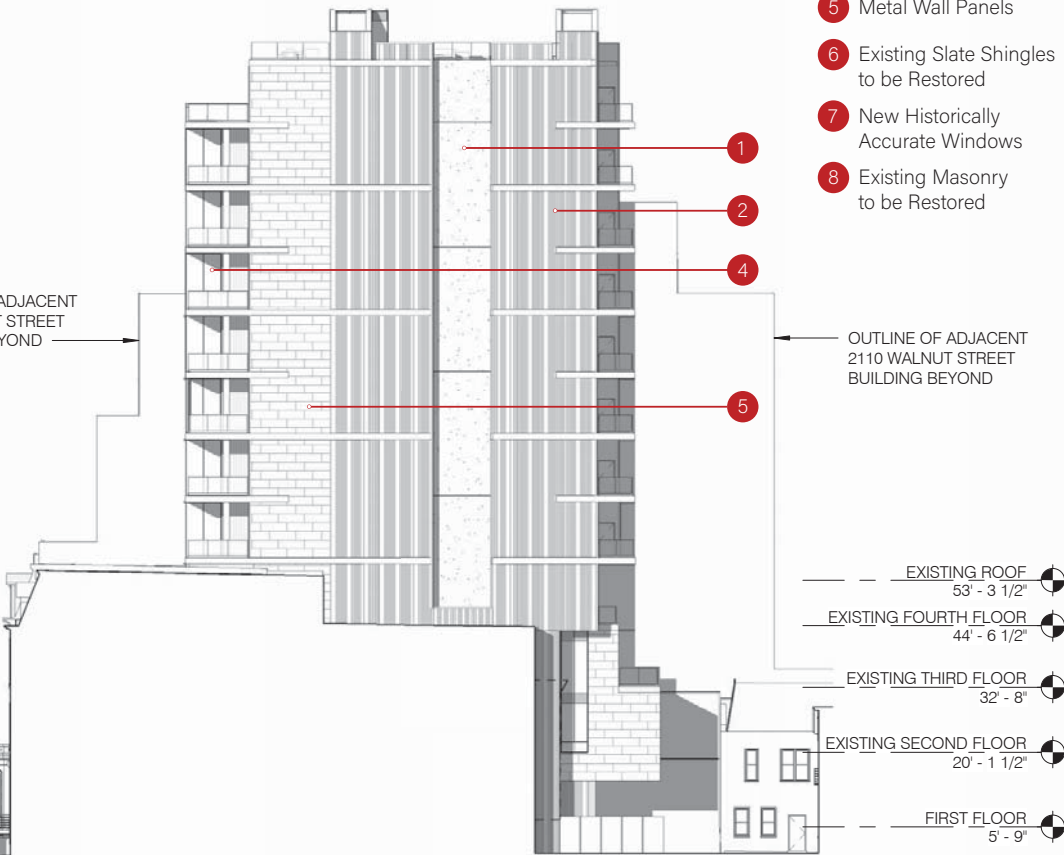 5 Metal Wall Panels
6 Existing Slate Shingles
to be Restored
7 New Historically
Accurate Windows
8 Existing Masonry
to be Restored
1
2
4
5
ADJACENT
STREET
OUTLINE OF ADJACENT
2110 WALNUT STREET
BUILDING BEYOND
EXISTING ROOF
53' - 3 1/2"
EXISTING FOURTH FLOOR
44' - 6 1/2"
EXISTING THIRD FLOOR
32' - 8"
EXISTING SECOND FLOOR
20' - 1 1/2"
FIRST FLOOR
5' - 9"